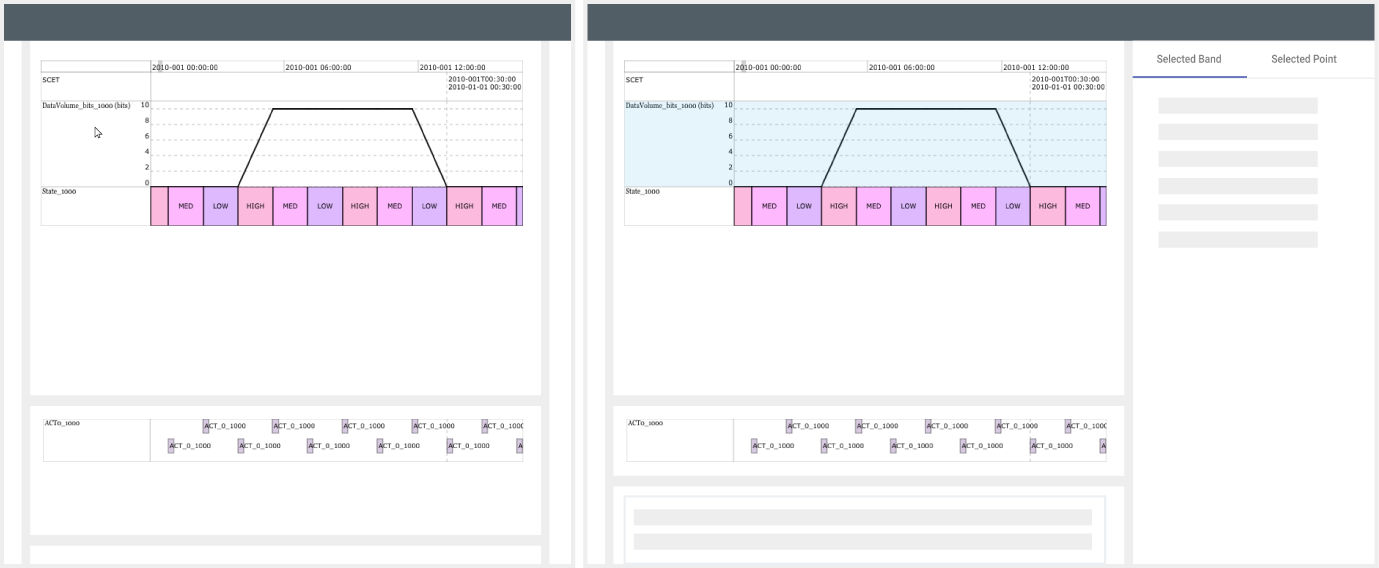 2010-001 00:00:00 2010-001 06:00:00 2010-001 12:00:00
SCET
2010-001T00:30:00
2010-01-01 00:30:00
DataVolume_bits_1000 (bits)
10
8
6
4
2
0
State_1000
MED LOW HIGH MED LOW HIGH MED LOW HIGH MED
ACT0_1000
ACT_0_1000 ACT_0_1000 ACT_0_1000 ACT_0_1000 ACT_0_100
ACT_0_1000 ACT_0_1000 ACT_0_1000 ACT_0_1000 ACT_0_1000 A
2010-001 00:00:00 2010-001 06:00:00 2010-001 12:00:00
SCET
2010-001T00:30:00
2010-01-01 00:30:00
DataVolume_bits_1000 (bits)
10
8
6
4
2
0
State_1000
MED LOW HIGH MED LOW HIGH MED LOW HIGH MED
ACT0_1000
ACT_0_1000 ACT_0_1000 ACT_0_1000 ACT_0_1000 ACT_0_100
ACT_0_1000 ACT_0_1000 ACT_0_1000 ACT_0_1000 ACT_0_1000 A
Selected Band Selected Point